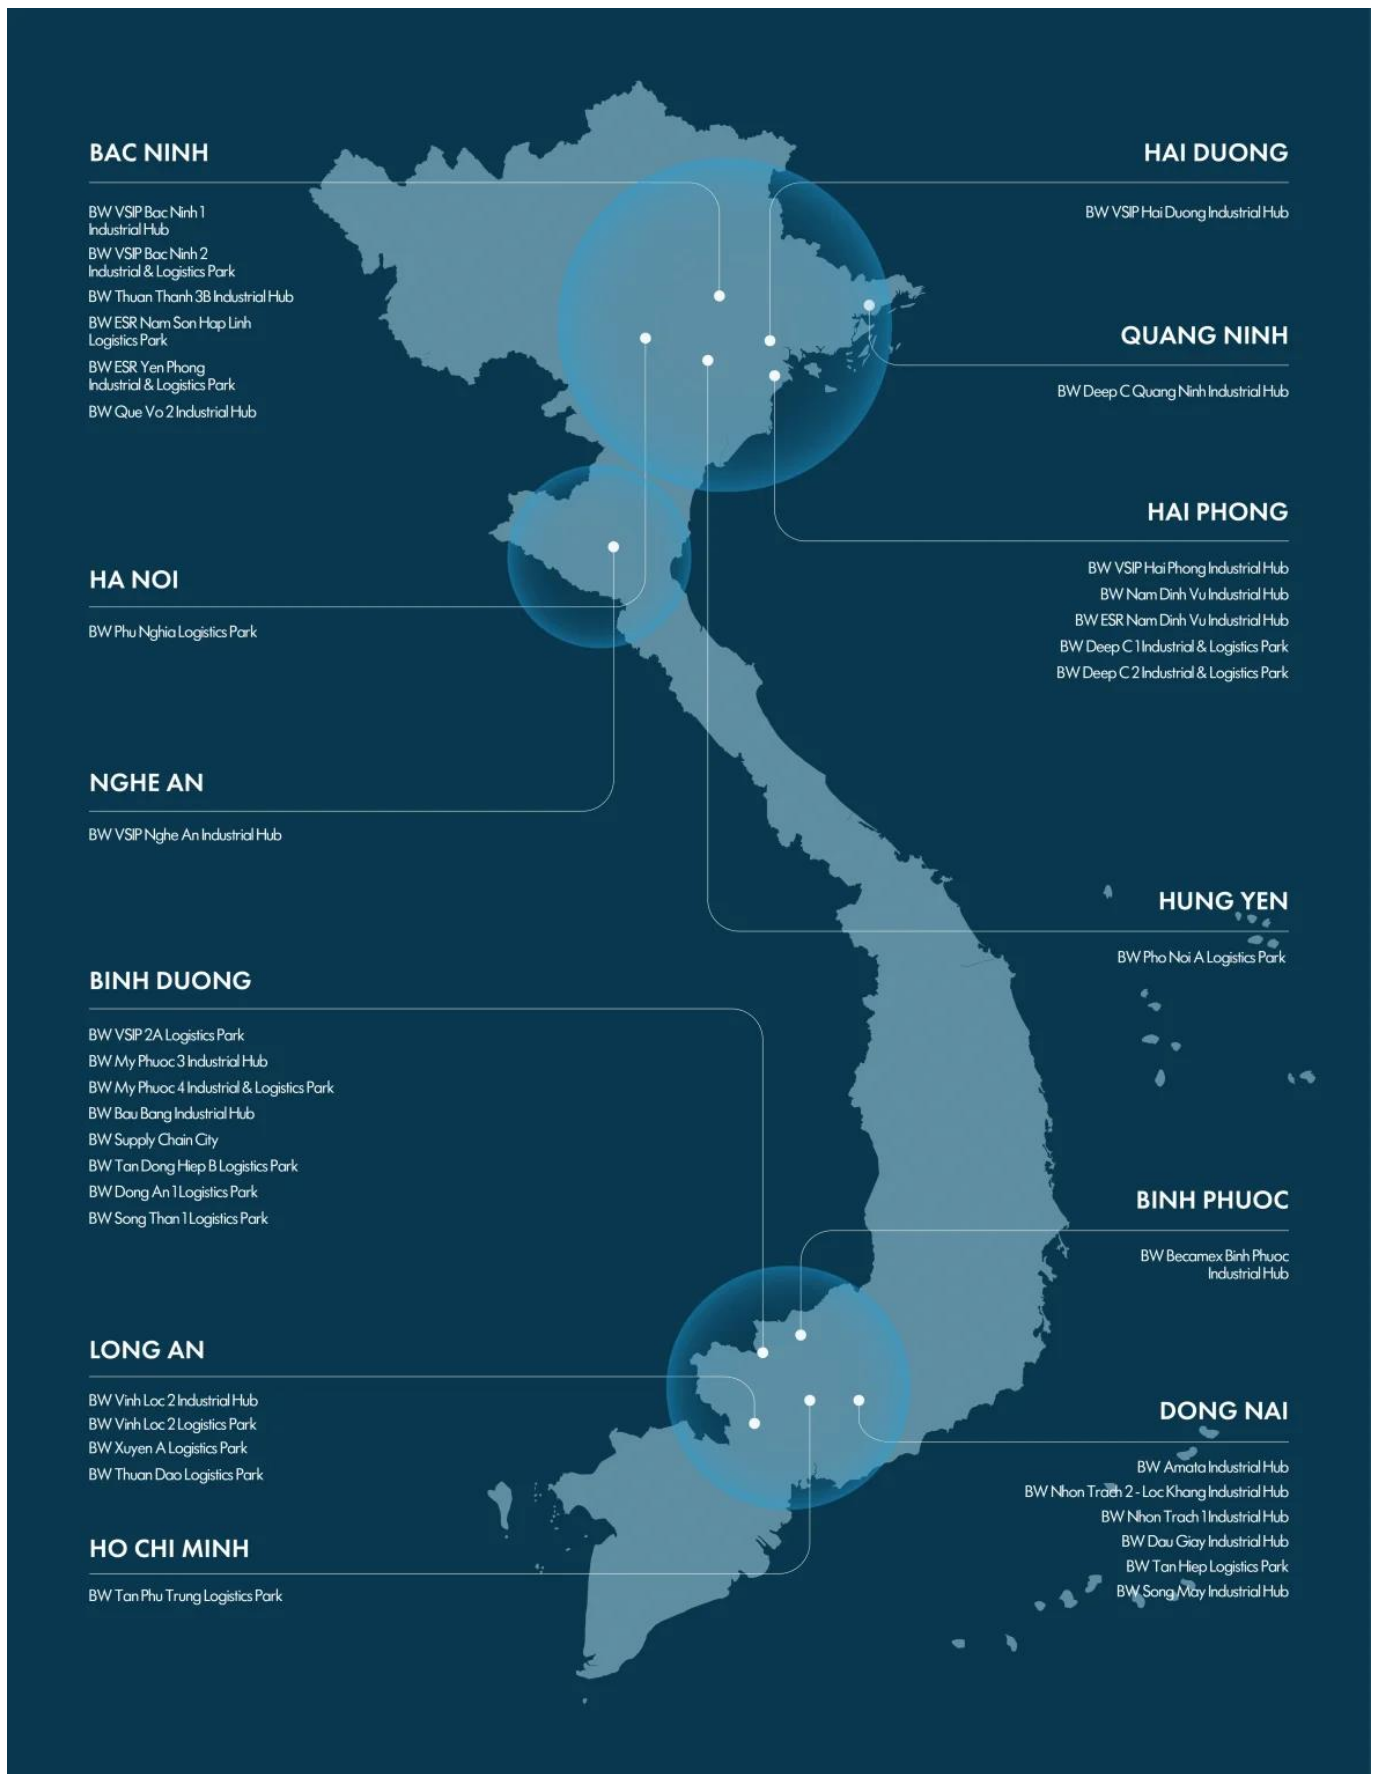 BAC NINH
BW VSIP Bac Ninh 1
Industrial Hub
BW VSIP Bac Ninh 2
Industrial & Logistics Park
BW Thuan Thanh 3B Industrial Hub
BW ESR Nam Son Hap Linh
Logistics Park
BW ESR Yen Phong
Industrial & Logistics Park
BW Que Vo 2 Industrial Hub
HA NOI
BW Phu Nghia Logistics Park
NGHE AN
BW VSIP Nghe An Industrial Hub
BINH DUONG
BW VSIP 2A Logistics Park
BW My Phuoc 3 Industrial Hub
BW My Phuoc 4 Industrial & Logistics Park
BW Bau Bang Industrial Hub
BW Supply Chain City
BW Tan Dong Hiep B Logistics Park
BW Dong An 1 Logistics Park
BW Song Than 1 Logistics Park
LONG AN
BW Vinh Loc 2 Industrial Hub
BW Vinh Loc 2 Logistics Park
BW Xuyen A Logistics Park
BW Thuan Dao Logistics Park
HO CHI MINH
BW Tan Phu Trung Logistics Park
HAI DUONG
BW VSIP Hai Duong Industrial Hub
QUANG NINH
BW Deep C Quang Ninh Industrial Hub
HAI PHONG
BW VSIP Hai Phong Industrial Hub
BW Nam Dinh Vu Industrial Hub
BW ESR Nam Dinh Vu Industrial Hub
BW Deep C 1 Industrial & Logistics Park
BW Deep C 2 Industrial & Logistics Park
HUNG YEN
BW Pho Noi A Logistics Park
BINH PHUOC
BW Becamex Binh Phuoc
Industrial Hub
DONG NAI
BW Amata Industrial Hub
BW Nhon Trach 2 - Loc Khang Industrial Hub
BW Nhon Trach 1 Industrial Hub
BW Dau Giay Industrial Hub
BW Tan Hiep Logistics Park
BW Song May Industrial Hub